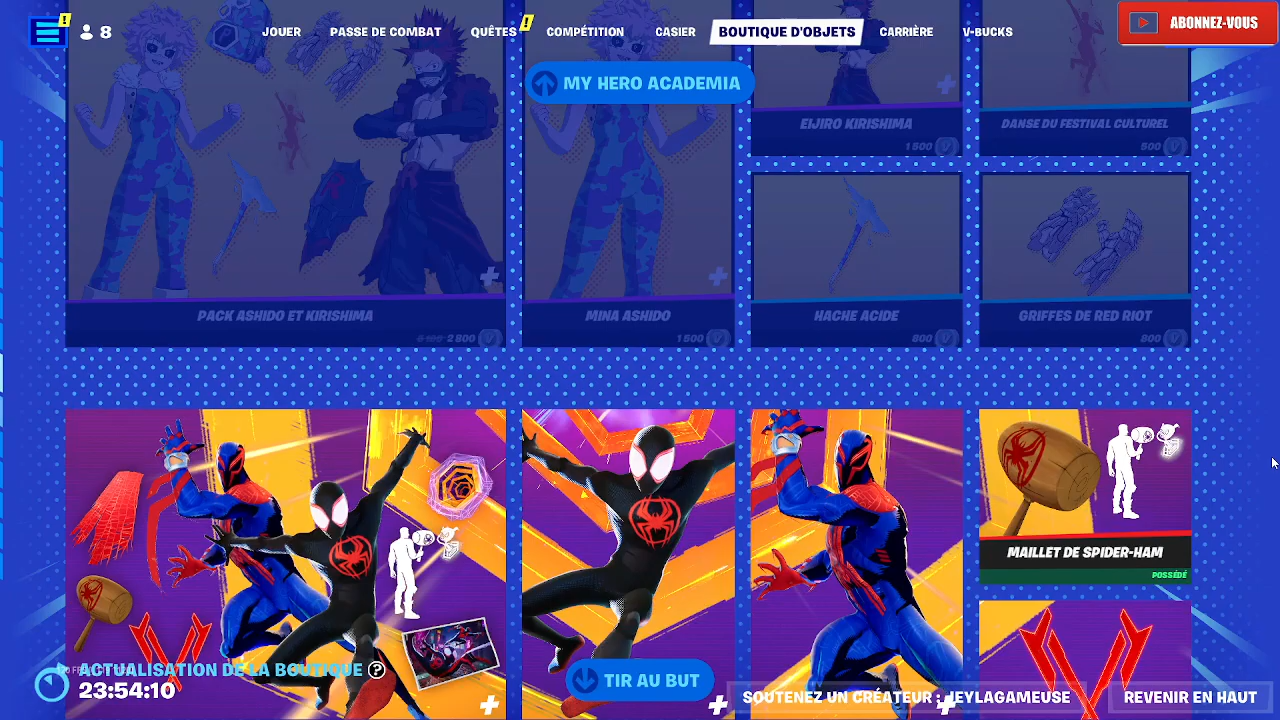 8
JOUER
PASSE DE COMBAT
QUÊTES
COMPÉTITION
CASIER
BOUTIQUE D'OBJETS
CARRIÈRE
V-BUCKS
ABONNEZ-VOUS
MY HERO ACADEMIA
EIJIRO KIRISHIMA
1 500
DANSE DU FESTIVAL CULTUREL
500
PACK ASHIDO ET KIRISHIMA
2 800
MINA ASHIDO
1 500
HACHE ACIDE
800
GRIFFES DE RED RIOT
800
MAILLET DE SPIDER-HAM
POSSÉDÉ
ACTUALISATION DE LA BOUTIQUE ?
23:54:10
TIR AU BUT
SOUTENEZ UN CRÉATEUR : JEYLAGAMEUSE
REVENIR EN HAUT